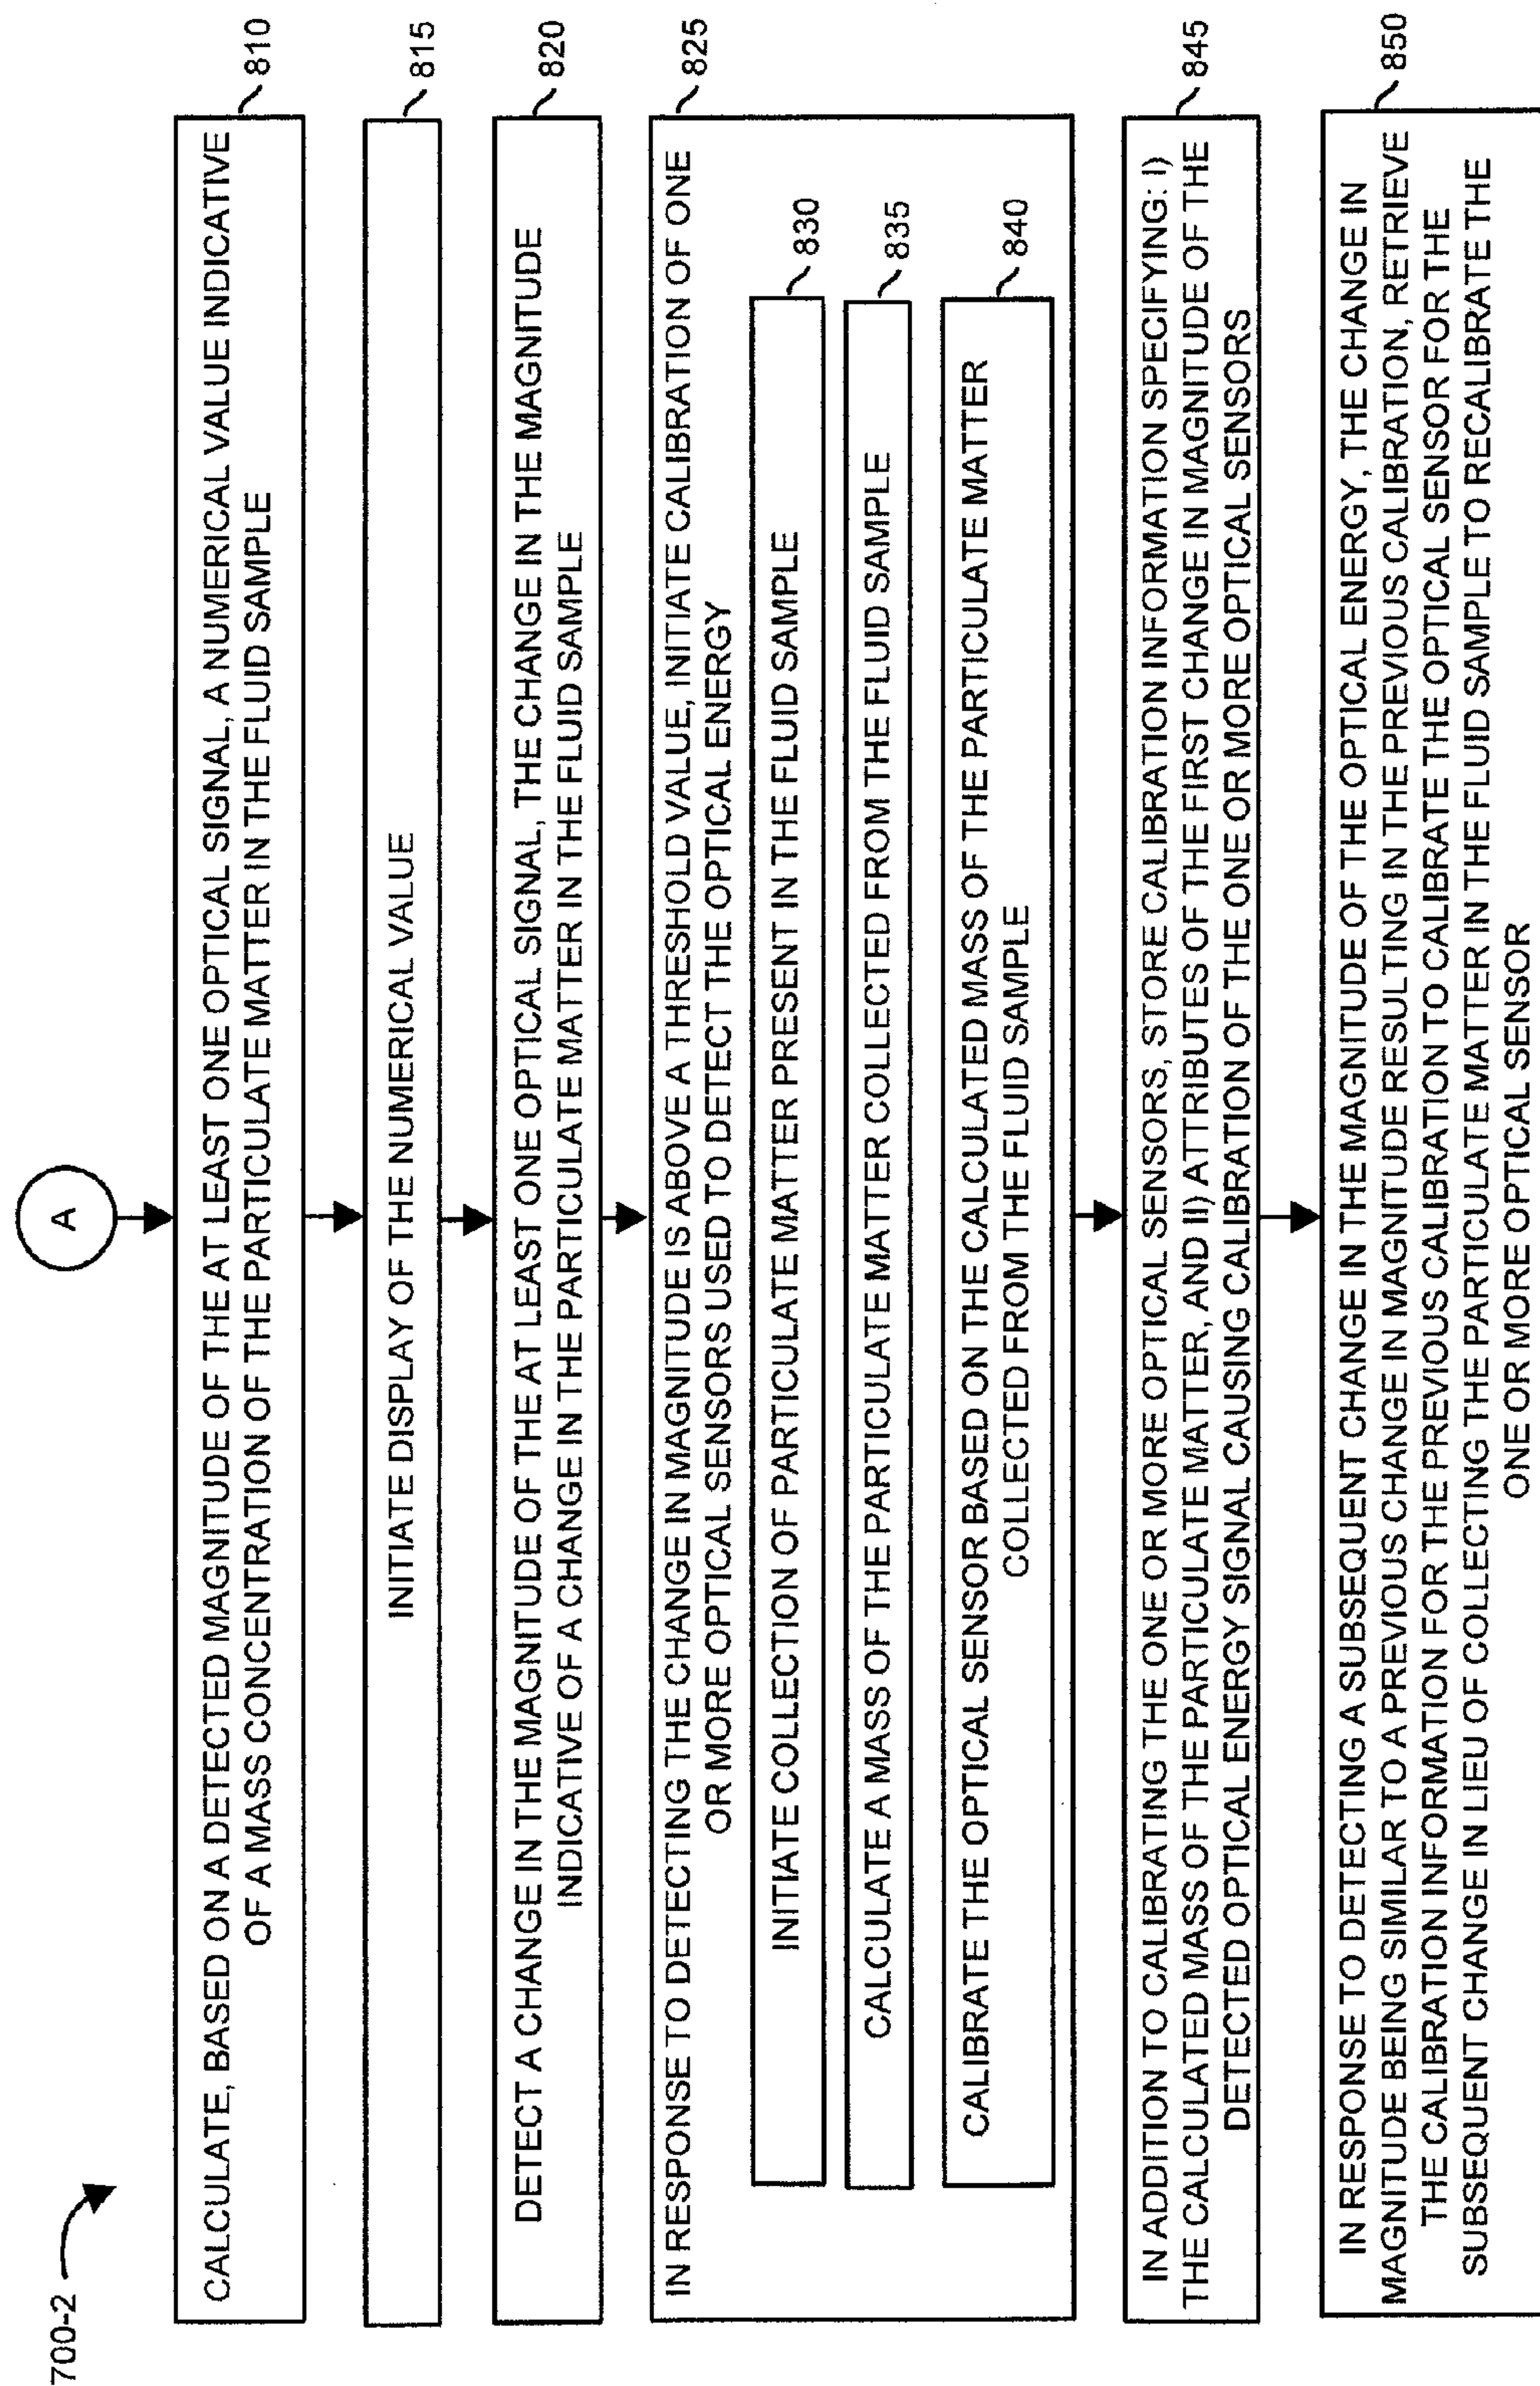 700-2
A
CALCULATE, BASED ON A DETECTED MAGNITUDE OF THE AT LEAST ONE OPTICAL SIGNAL, A NUMERICAL VALUE INDICATIVE
OF A MASS CONCENTRATION OF THE PARTICULATE MATTER IN THE FLUID SAMPLE
810
INITIATE DISPLAY OF THE NUMERICAL VALUE
815
DETECT A CHANGE IN THE MAGNITUDE OF THE AT LEAST ONE OPTICAL SIGNAL, THE CHANGE IN THE MAGNITUDE
INDICATIVE OF A CHANGE IN THE PARTICULATE MATTER IN THE FLUID SAMPLE
820
IN RESPONSE TO DETECTING THE CHANGE IN MAGNITUDE IS ABOVE A THRESHOLD VALUE, INITIATE CALIBRATION OF ONE
OR MORE OPTICAL SENSORS USED TO DETECT THE OPTICAL ENERGY
825
INITIATE COLLECTION OF PARTICULATE MATTER PRESENT IN THE FLUID SAMPLE
830
CALCULATE A MASS OF THE PARTICULATE MATTER COLLECTED FROM THE FLUID SAMPLE
835
CALIBRATE THE OPTICAL SENSOR BASED ON THE CALCULATED MASS OF THE PARTICULATE MATTER
COLLECTED FROM THE FLUID SAMPLE
840
IN ADDITION TO CALIBRATING THE ONE OR MORE OPTICAL SENSORS, STORE CALIBRATION INFORMATION SPECIFYING: I)
THE CALCULATED MASS OF THE PARTICULATE MATTER, AND II) ATTRIBUTES OF THE FIRST CHANGE IN MAGNITUDE OF THE
DETECTED OPTICAL ENERGY SIGNAL CAUSING CALIBRATION OF THE ONE OR MORE OPTICAL SENSORS
845
IN RESPONSE TO DETECTING A SUBSEQUENT CHANGE IN THE MAGNITUDE OF THE OPTICAL ENERGY, THE CHANGE IN
MAGNITUDE BEING SIMILAR TO A PREVIOUS CHANGE IN MAGNITUDE RESULTING IN THE PREVIOUS CALIBRATION, RETRIEVE
THE CALIBRATION INFORMATION FOR THE PREVIOUS CALIBRATION TO CALIBRATE THE OPTICAL SENSOR FOR THE
SUBSEQUENT CHANGE IN LIEU OF COLLECTING THE PARTICULATE MATTER IN THE FLUID SAMPLE TO RECALIBRATE THE
ONE OR MORE OPTICAL SENSOR
850